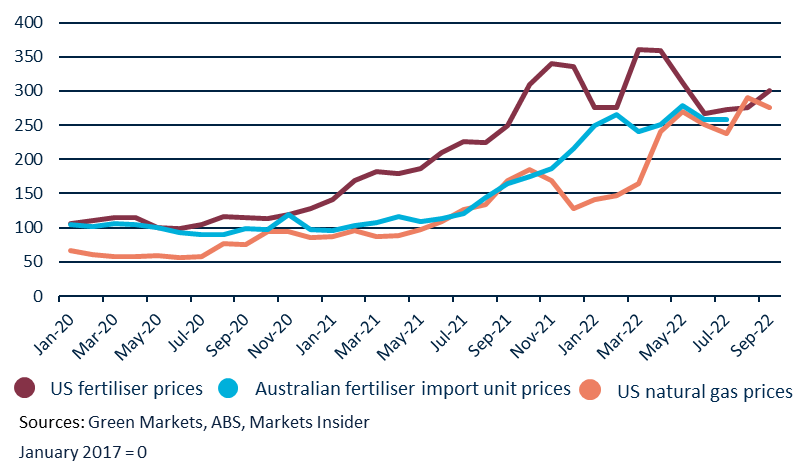 400
350
300
250
200
150
100
50
0
Jan-20 Mar-20 May-20 Jul-20 Sep-20 Nov-20 Jan-21 Mar-21 May-21 Jul-21 Sep-21 Nov-21 Jan-22 Mar-22 May-22 Jul-22 Sep-22
US fertiliser prices Australian fertiliser import unit prices US natural gas prices
Sources: Green Markets, ABS, Markets Insider
January 2017 = 0